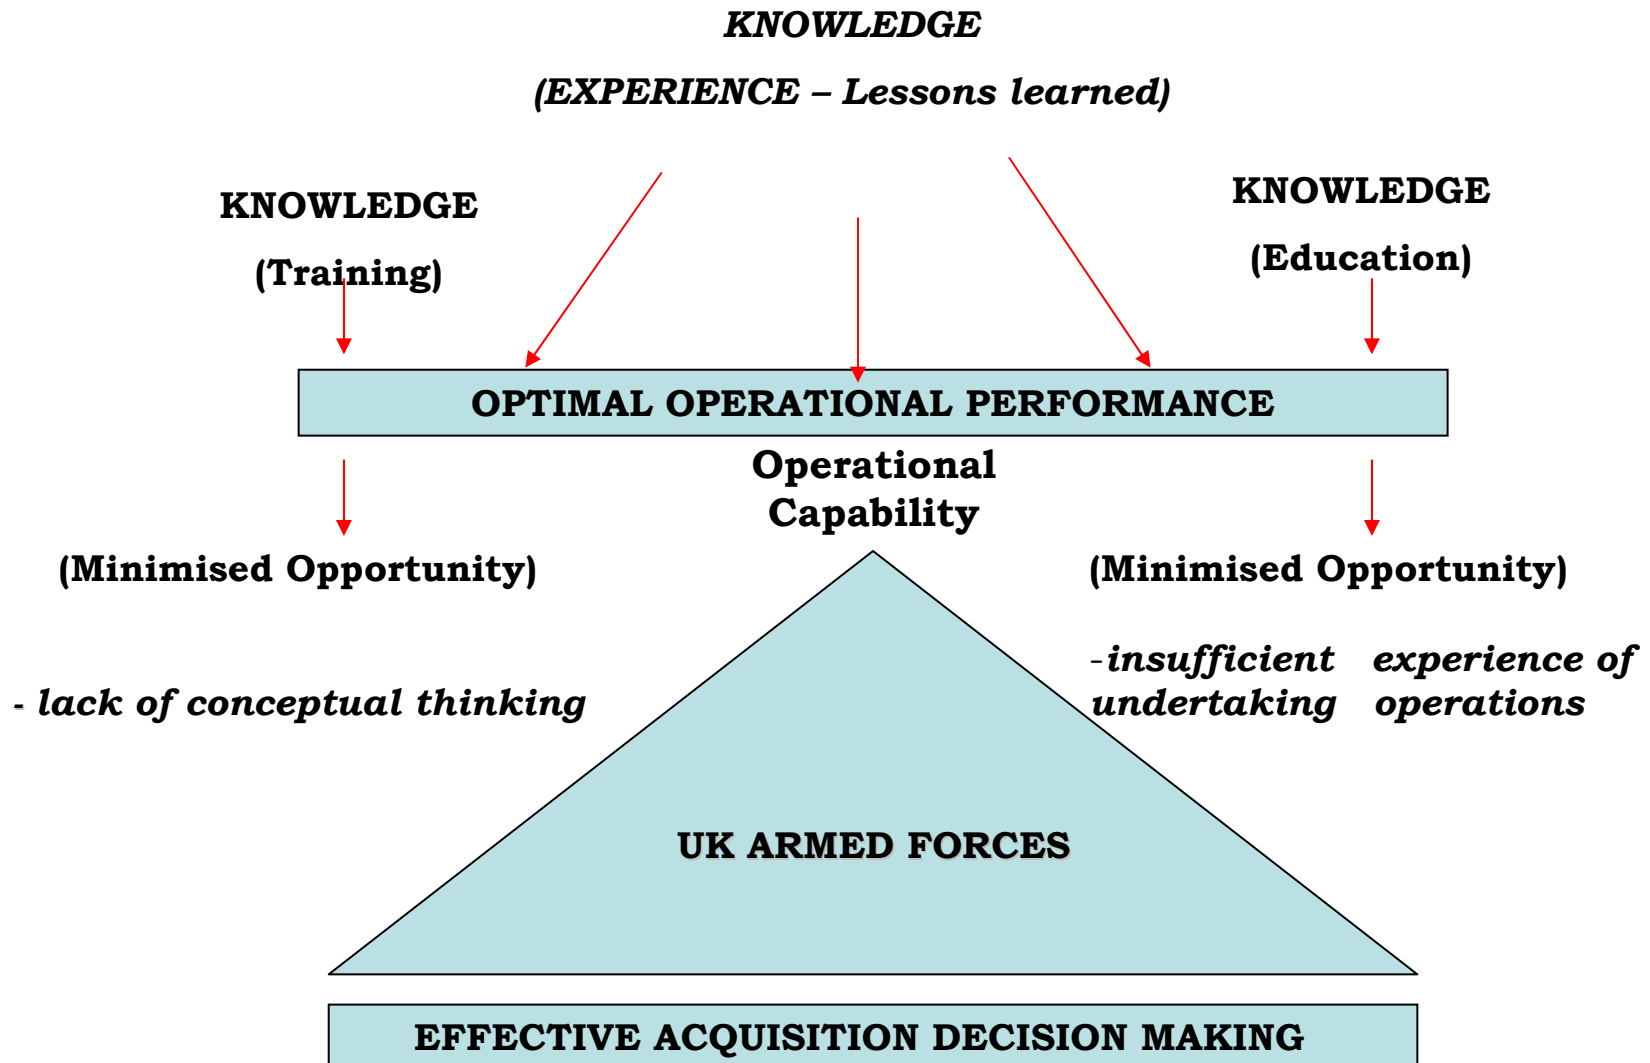 KNOWLEDGE
(EXPERIENCE – Lessons learned)
KNOWLEDGE
(Training)
KNOWLEDGE
(Education)
OPTIMAL OPERATIONAL PERFORMANCE
Operational
Capability
(Minimised Opportunity)
(Minimised Opportunity)
- lack of conceptual thinking
-insufficient experience of
undertaking operations
UK ARMED FORCES
EFFECTIVE ACQUISITION DECISION MAKING